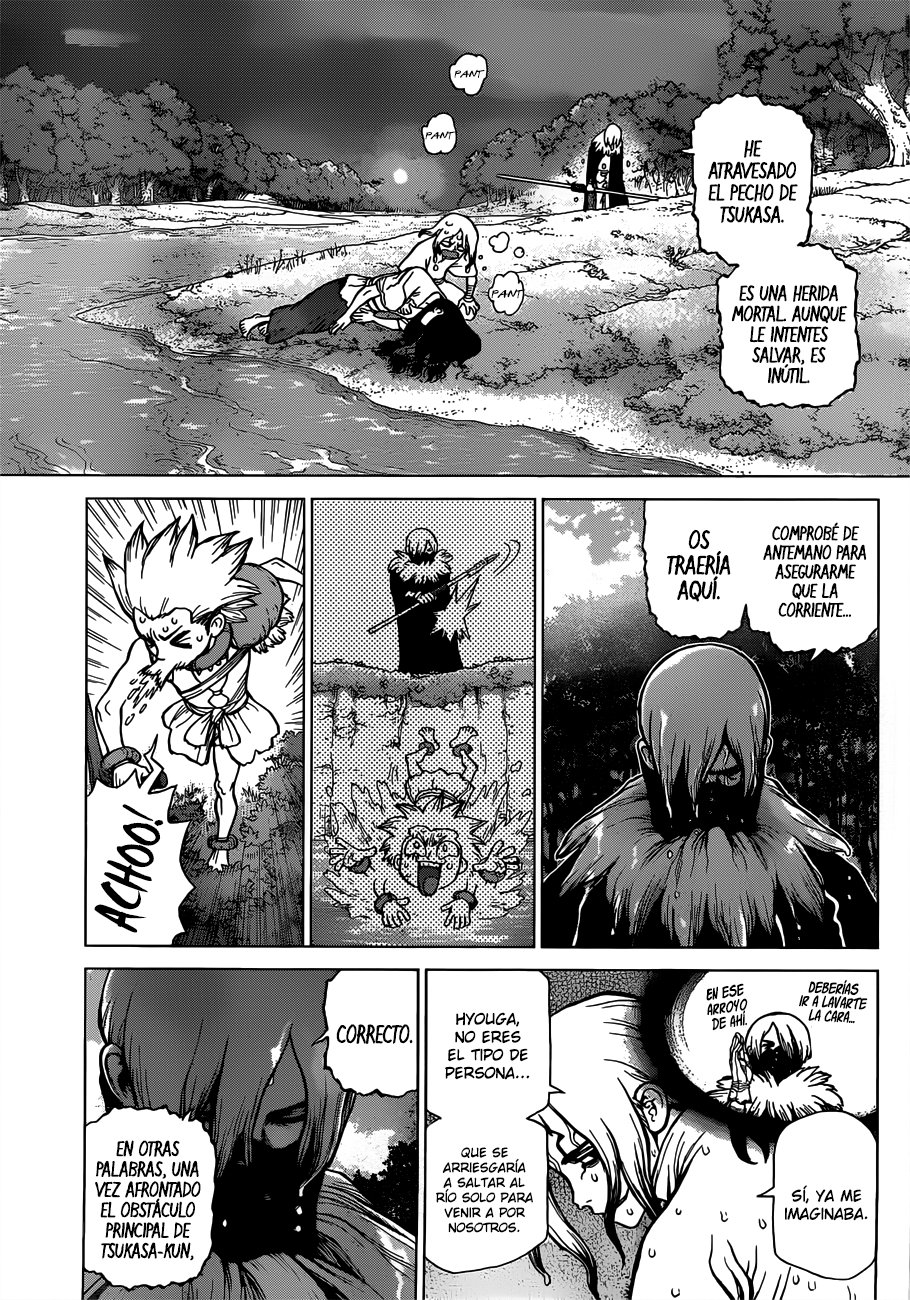 PANT
PANT
PANT
HE
ATRAVESADO
EL PECHO DE
TSUKASA.
ES UNA HERIDA
MORTAL. AUNQUE
LE INTENTES
SALVAR, ES
INÚTIL.
COMPROBÉ DE
ANTEMANO PARA
ASEGURARME
QUE LA
CORRIENTE...
OS
TRAERÍA
AQUÍ.
ACHOO!
DEBERÍAS
IR A LAVARTE
LA CARA...
EN ESE
ARROYO
DE AHÍ.
SÍ, YA ME
IMAGINABA.
HYOUGA,
NO ERES
EL TIPO DE
PERSONA...
QUE SE
ARRIESGARÍA
A SALTAR AL
RÍO SOLO PARA
VENIR A POR
NOSOTROS.
CORRECTO.
EN OTRAS
PALABRAS, UNA
VEZ AFRONTADO
EL OBSTÁCULO
PRINCIPAL DE
TSUKASA-KUN,